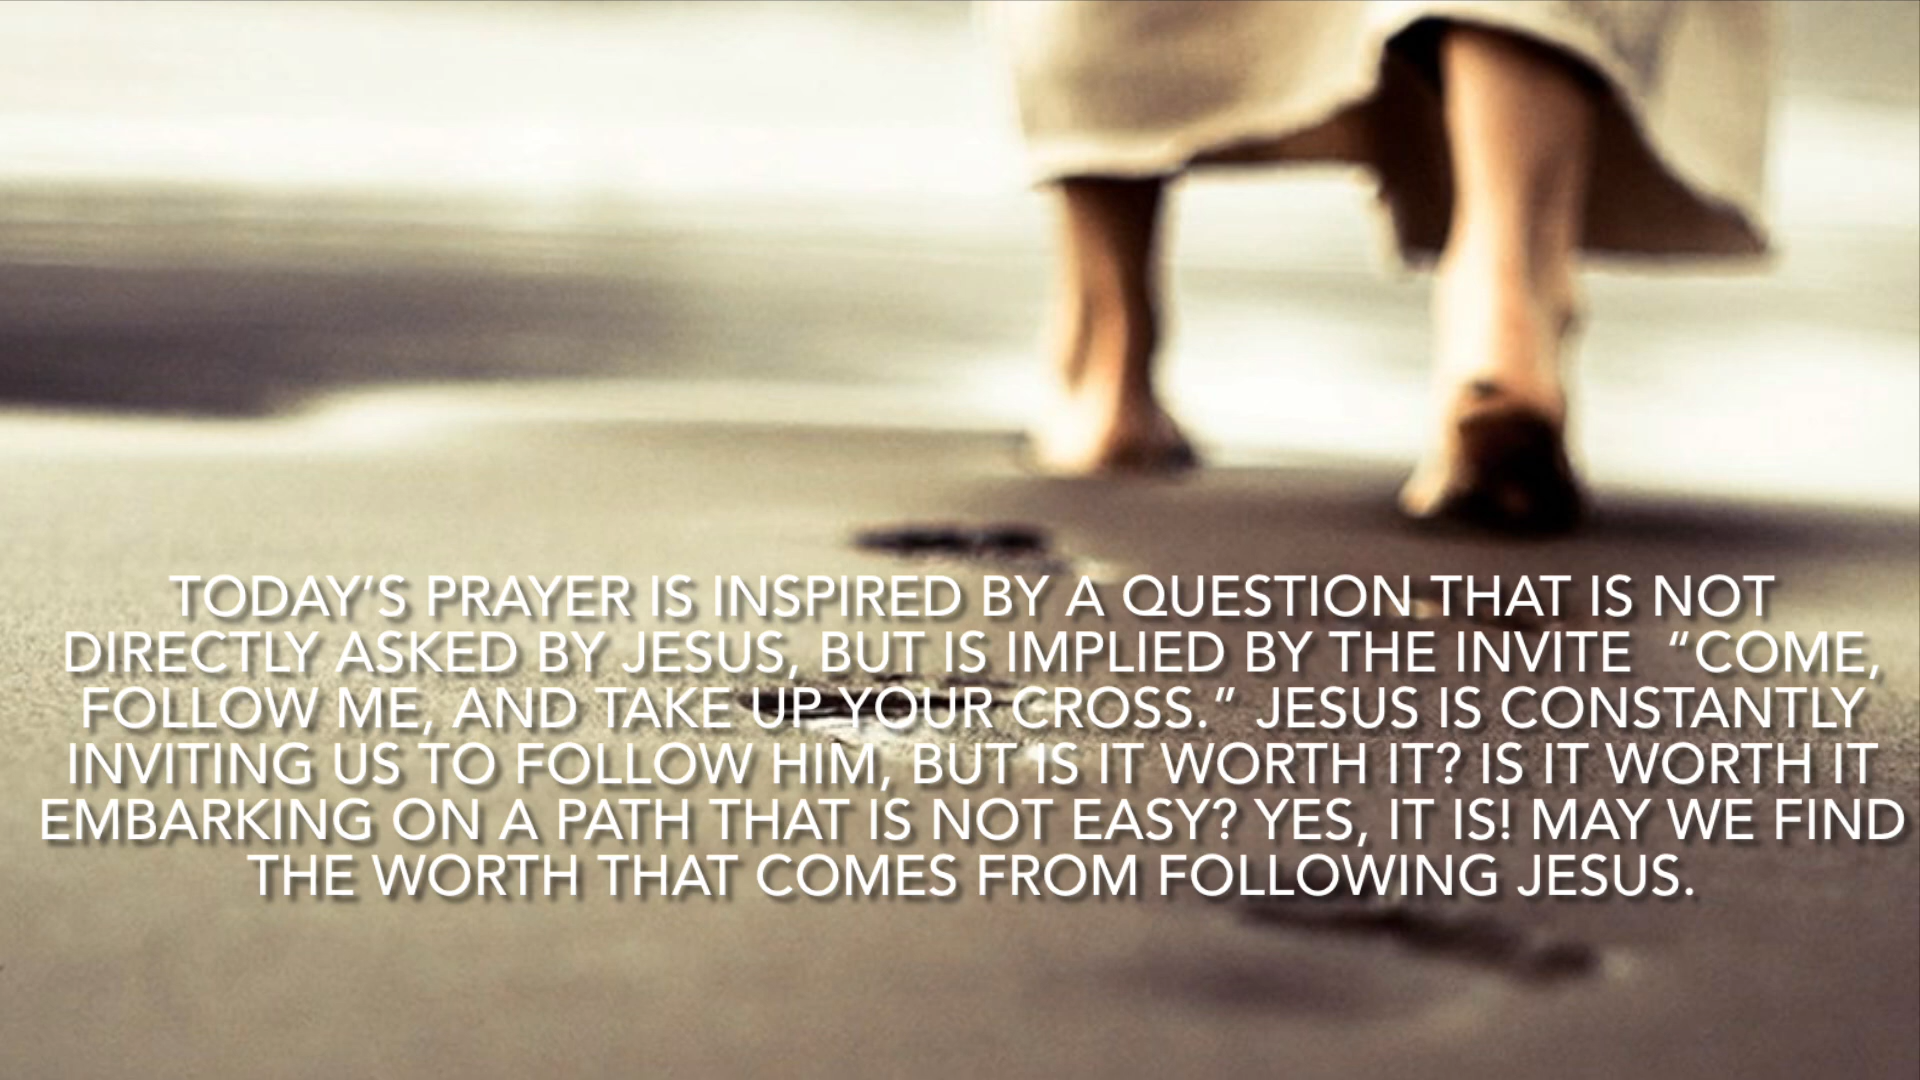 TODAY’S PRAYER IS INSPIRED BY A QUESTION THAT IS NOT
DIRECTLY ASKED BY JESUS, BUT IS IMPLIED BY THE INVITE “COME,
FOLLOW ME, AND TAKE UP YOUR CROSS.” JESUS IS CONSTANTLY
INVITING US TO FOLLOW HIM, BUT IS IT WORTH IT? IS IT WORTH IT
EMBARKING ON A PATH THAT IS NOT EASY? YES, IT IS! MAY WE FIND
THE WORTH THAT COMES FROM FOLLOWING JESUS.